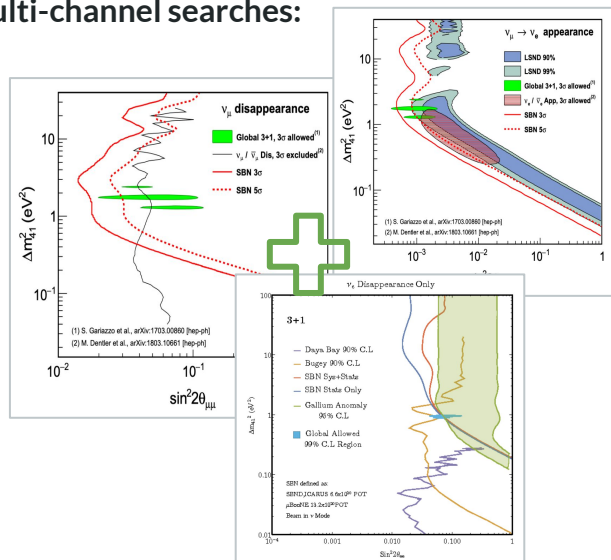 ulti-channel searches:
ν_μ → ν_e appearance
LSND 90%
LSND 99%
Global 3+1, 3σ allowed⁽¹⁾
ν_e / ν̄_e App, 3σ allowed⁽²⁾
SBN 3σ
SBN 5σ
10
1
10⁻¹
Δm²₄₁ (eV²)
(1) S. Gariazzo et al., arXiv:1703.00860 [hep-ph]
(2) M. Dentler et al., arXiv:1803.10661 [hep-ph]
10⁻³
10⁻²
10⁻¹
1
ν_μ disappearance
Global 3+1, 3σ allowed⁽¹⁾
ν_μ / ν̄_μ Dis, 3σ excluded⁽²⁾
SBN 3σ
SBN 5σ
10
1
10⁻¹
Δm²₄₁ (eV²)
(1) S. Gariazzo et al., arXiv:1703.00860 [hep-ph]
(2) M. Dentler et al., arXiv:1803.10661 [hep-ph]
10⁻²
10⁻¹
sin²2θ_μμ
ν_e Disappearance Only
3+1
Daya Bay 90% C.L
Bugey 90% C.L
SBN Sys+Stats
SBN Stats Only
Gallium Anomaly
95% C.L
Global Allowed
99% C.L Region
SBN defined as:
SBND,ICARUS 6.6x10²⁰ POT
μBooNE 13.2x10²⁰POT
Beam in ν Mode
100
10
1
0.10
0.01
Δm²₄₁ (eV²)
10⁻⁴
0.001
0.010
0.100
1
Sin²2θ_ee